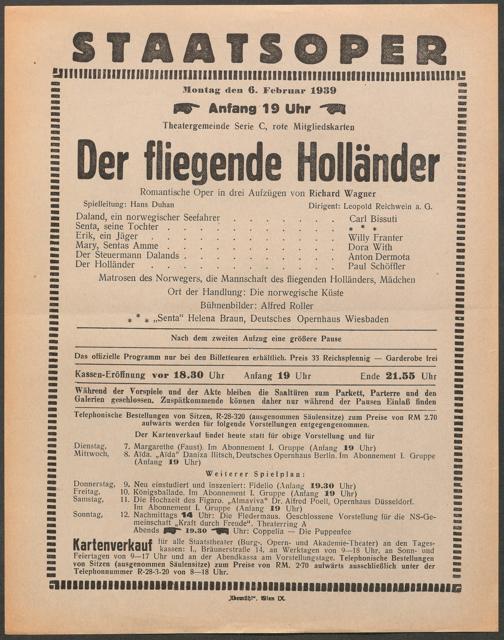 STAATSOPER
Montag den 6. Februar 1939
Anfang 19 Uhr
Theatergemeinde Serie C, rote Mitgliedskarten
Der fliegende Holländer
Romantische Oper in drei Aufzügen von Richard Wagner
Spielleitung: Hans Duhan Dirigent: Leopold Reichwein a. G.
Daland, ein norwegischer Seefahrer . . . . . . . Carl Bissuti
Senta, seine Tochter . . . . . . . . . . * * *
Erik, ein Jäger . . . . . . . . . . . Willy Franter
Mary, Sentas Amme . . . . . . . . . . Dora With
Der Steuermann Dalands . . . . . . . . . Anton Dermota
Der Holländer . . . . . . . . . . . Paul Schöffler
Matrosen des Norwegers, die Mannschaft des fliegenden Holländers, Mädchen
Ort der Handlung: Die norwegische Küste
Bühnenbilder: Alfred Roller
* * * „Senta" Helena Braun, Deutsches Opernhaus Wiesbaden
Nach dem zweiten Aufzug eine größere Pause
Das offizielle Programm nur bei den Billetteuren erhältlich. Preis 33 Reichspfennig — Garderobe frei
Kassen-Eröffnung vor 18.30 Uhr Anfang 19 Uhr Ende 21.55 Uhr
Während der Vorspiele und der Akte bleiben die Saaltüren zum Parkett, Parterre und den
Galerien geschlossen. Zuspätkommende können daher nur während der Pausen Einlaß finden
Telephonische Bestellungen von Sitzen, R-28-320 (ausgenommen Säulensitze) zum Preise von RM 2.70
aufwärts werden für folgende Vorstellungen entgegengenommen.
Der Kartenverkauf findet heute statt für obige Vorstellung und für
Dienstag, 7. Margarethe (Faust). Im Abonnement I. Gruppe (Anfang 19 Uhr)
Mittwoch, 8. Aïda. „Aïda" Daniza Ilitsch, Deutsches Opernhaus Berlin. Im Abonnement I. Gruppe
(Anfang 19 Uhr)
Weiterer Spielplan:
Donnerstag, 9. Neu einstudiert und inszeniert: Fidelio (Anfang 19.30 Uhr)
Freitag, 10. Königsballade. Im Abonnement I. Gruppe (Anfang 19 Uhr)
Samstag, 11. Die Hochzeit des Figaro. „Almaviva" Dr. Alfred Poell, Opernhaus Düsseldorf.
Im Abonnement I. Gruppe (Anfang 19 Uhr)
Sonntag, 12. Nachmittags 14 Uhr: Die Fledermaus. Geschlossene Vorstellung für die NS-Ge-
meinschaft „Kraft durch Freude". Theaterring A
Abends 19.30 Uhr: Coppelia — Die Puppenfee
Kartenverkauf für alle Staatstheater (Burg-, Opern- und Akademie-Theater) an den Tages-
kassen: I., Bräunerstraße 14, an Werktagen von 9—18 Uhr, an Sonn- und
Feiertagen von 9—17 Uhr und an der Abendkassa am Vorstellungstage. Telephonische Bestellungen
von Sitzen (ausgenommen Säulensitze) zum Preise von RM. 2.70 aufwärts ausschließlich unter der
Telephonnummer R-28-3-20 von 8—18 Uhr.
Wien IX.